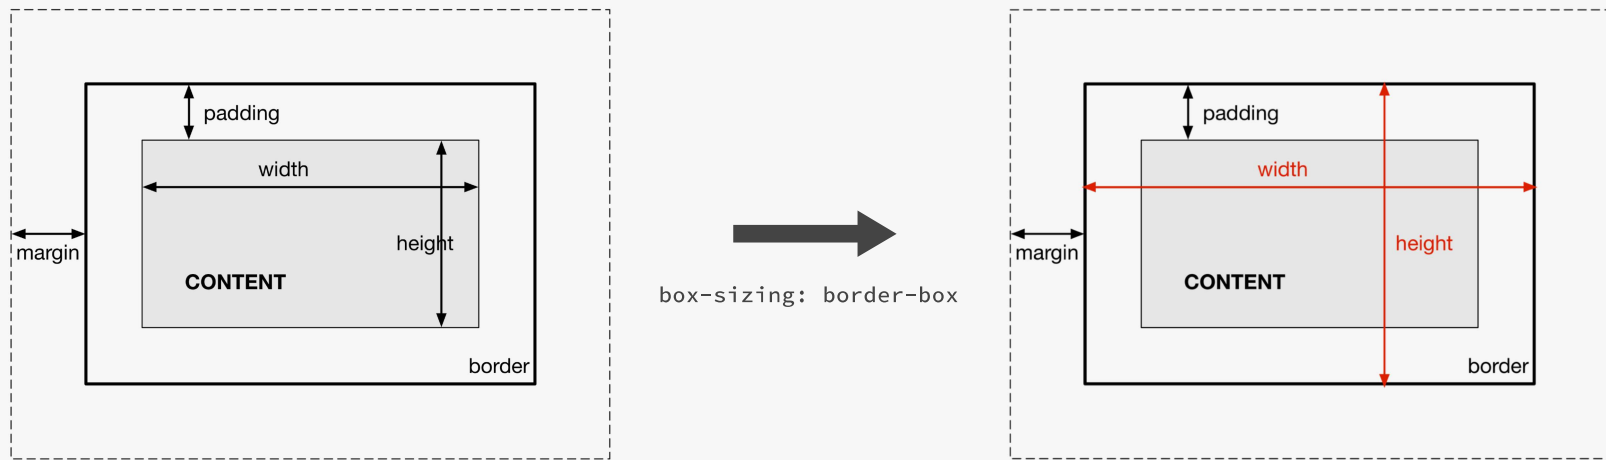 padding
width
height
margin
CONTENT
border
box-sizing: border-box
padding
width
height
margin
CONTENT
border